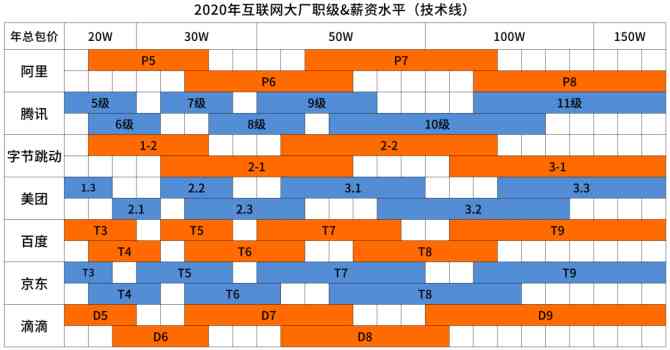 2020年互联网大厂职级&薪资水平（技术线）
年总包价 20W 30W 50W 100W 150W
阿里
P5 P7
P6 P8
腾讯
5级 7级 9级 11级
6级 8级 10级
字节跳动
1-2 2-2
2-1 3-1
美团
1.3 2.2 3.1 3.3
2.1 2.3 3.2
百度
T3 T5 T7 T9
T4 T6 T8
京东
T3 T5 T7 T9
T4 T6 T8
滴滴
D5 D7 D9
D6 D8